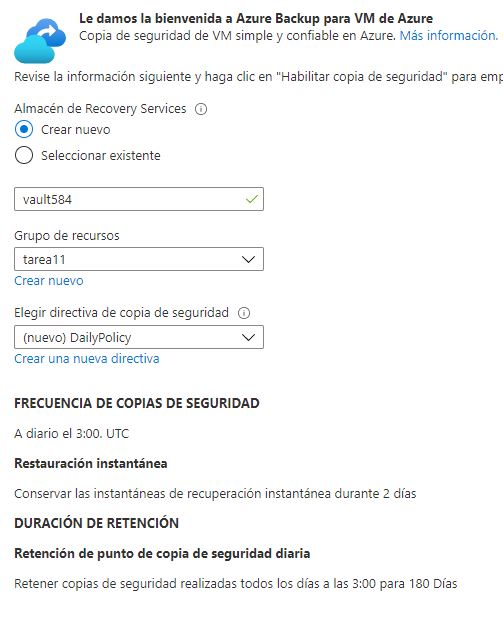 Le damos la bienvenida a Azure Backup para VM de Azure
Copia de seguridad de VM simple y confiable en Azure. Más información.
Revise la información siguiente y haga clic en "Habilitar copia de seguridad" para emp
Almacén de Recovery Services
Crear nuevo
Seleccionar existente
vault584
Grupo de recursos
tarea11
Crear nuevo
Elegir directiva de copia de seguridad
(nuevo) DailyPolicy
Crear una nueva directiva
FRECUENCIA DE COPIAS DE SEGURIDAD
A diario el 3:00. UTC
Restauración instantánea
Conservar las instantáneas de recuperación instantánea durante 2 días
DURACIÓN DE RETENCIÓN
Retención de punto de copia de seguridad diaria
Retener copias de seguridad realizadas todos los días a las 3:00 para 180 Días